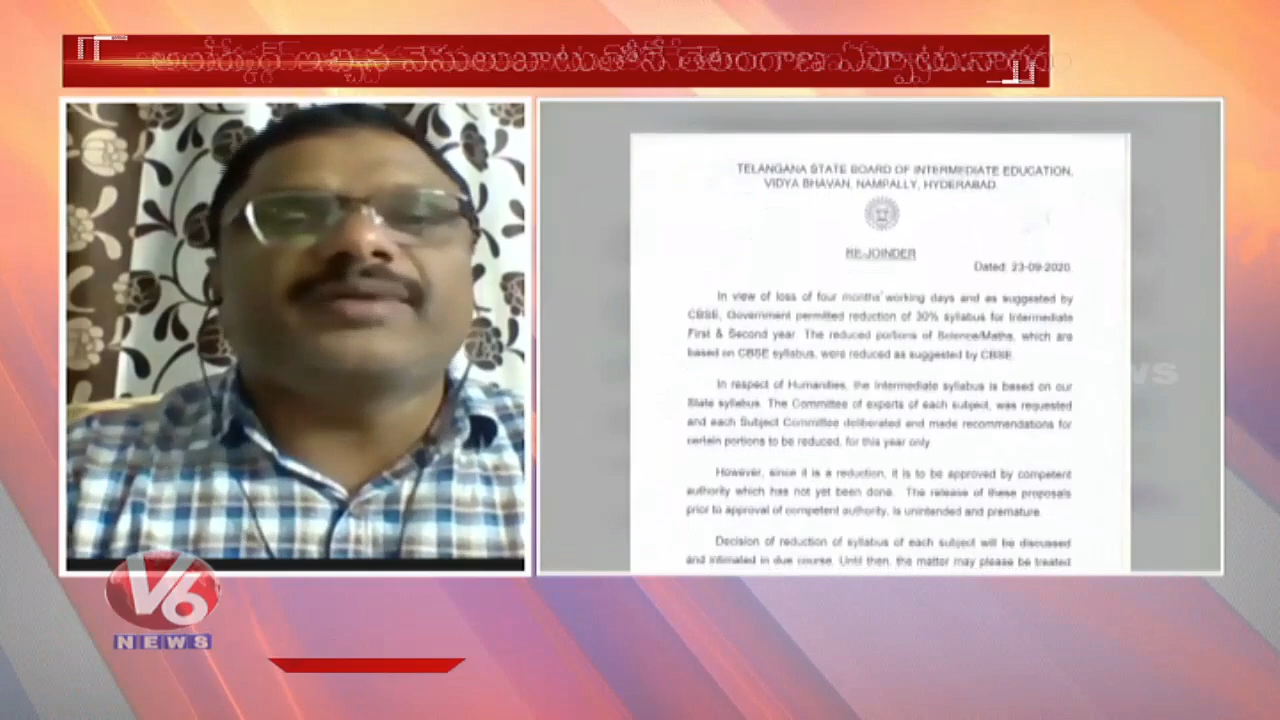 తెలంగాణ
TELANGANA STATE BOARD OF INTERMEDIATE EDUCATION,
VIDYA BHAVAN, NAMPALLY, HYDERABAD
RE-JOINDER
Dated: 23-09-2020.
In view of loss of four months' working days and as suggested by
CBSE, Government permitted reduction of 30% syllabus for Intermediate
First & Second year. The reduced portions of Science/Maths, which are
based on CBSE syllabus, were reduced as suggested by CBSE.
In respect of Humanities, the Intermediate syllabus is based on our
State syllabus. The Committee of experts of each subject, was requested
and each Subject Committee deliberated and made recommendations for
certain portions to be reduced, for this year only.
However, since it is a reduction, it is to be approved by competent
authority which has not yet been done. The release of these proposals
prior to approval of competent authority, is unintended and premature.
Decision of reduction of syllabus of each subject will be discussed
and intimated in due course. Until then, the matter may please be treated
ws
V6
NEWS